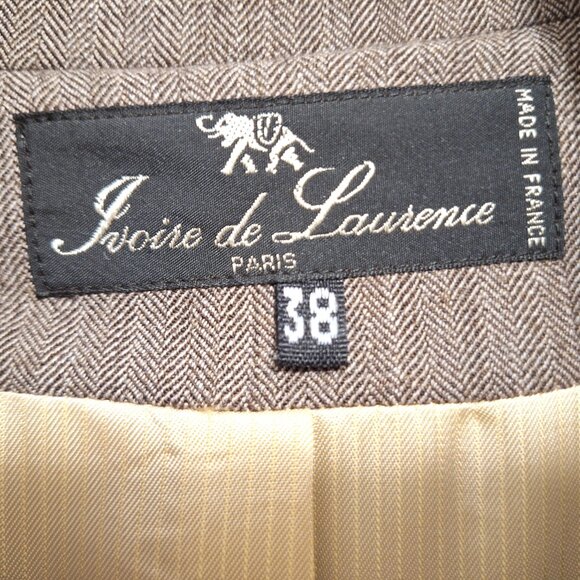 Ivoire de Laurence
PARIS
MADE IN FRANCE
38